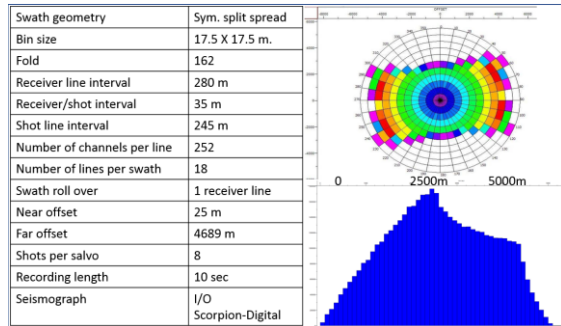 Swath geometry Sym. split spread
Bin size 17.5 X 17.5 m.
Fold 162
Receiver line interval 280 m
Receiver/shot interval 35 m
Shot line interval 245 m
Number of channels per line 252
Number of lines per swath 18
Swath roll over 1 receiver line
Near offset 25 m
Far offset 4689 m
Shots per salvo 8
Recording length 10 sec
Seismograph I/O
Scorpion-Digital
OFFSET
0 2500m 5000m